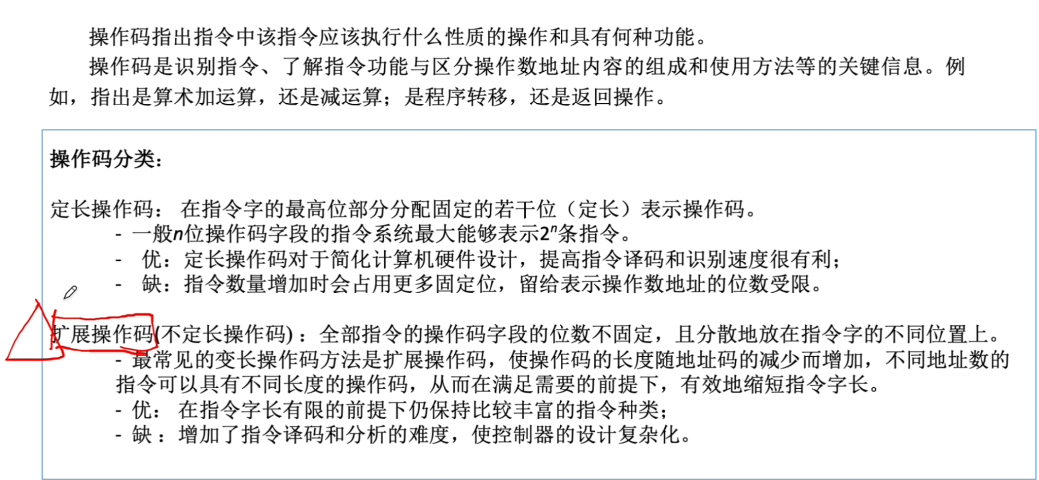 操作码指出指令中该指令应该执行什么性质的操作和具有何种功能。
操作码是识别指令、了解指令功能与区分操作数地址内容的组成和使用方法等的关键信息。例
如，指出是算术加运算，还是减运算；是程序转移，还是返回操作。
操作码分类：
定长操作码： 在指令字的最高位部分分配固定的若干位（定长）表示操作码。
- 一般n位操作码字段的指令系统最大能够表示2ⁿ条指令。
- 优：定长操作码对于简化计算机硬件设计，提高指令译码和识别速度很有利；
- 缺：指令数量增加时会占用更多固定位，留给表示操作数地址的位数受限。
扩展操作码(不定长操作码)：全部指令的操作码字段的位数不固定，且分散地放在指令字的不同位置上。
- 最常见的变长操作码方法是扩展操作码，使操作码的长度随地址码的减少而增加，不同地址数的
指令可以具有不同长度的操作码，从而在满足需要的前提下，有效地缩短指令字长。
- 优： 在指令字长有限的前提下仍保持比较丰富的指令种类；
- 缺：增加了指令译码和分析的难度，使控制器的设计复杂化。